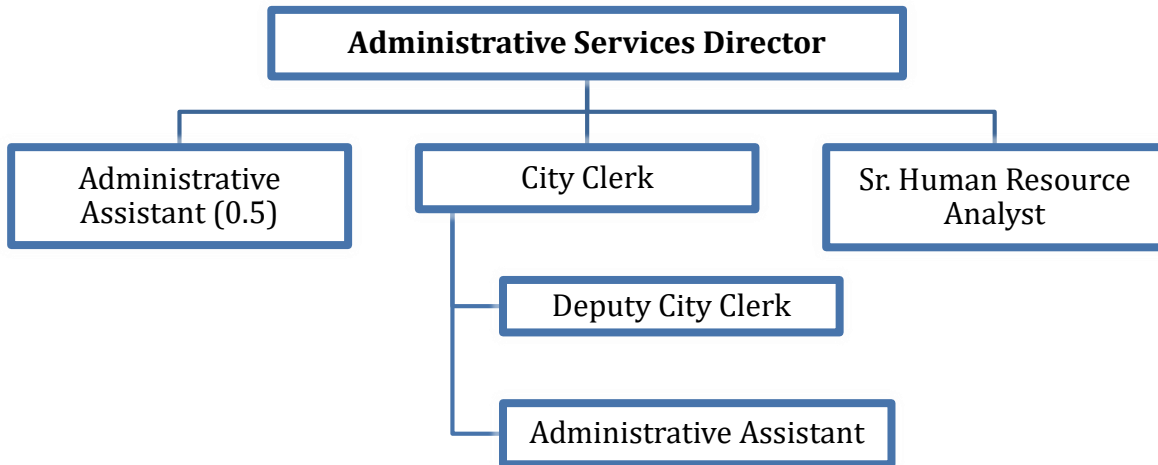 Administrative Services Director
Administrative
Assistant (0.5)
City Clerk
Sr. Human Resource
Analyst
Deputy City Clerk
Administrative Assistant